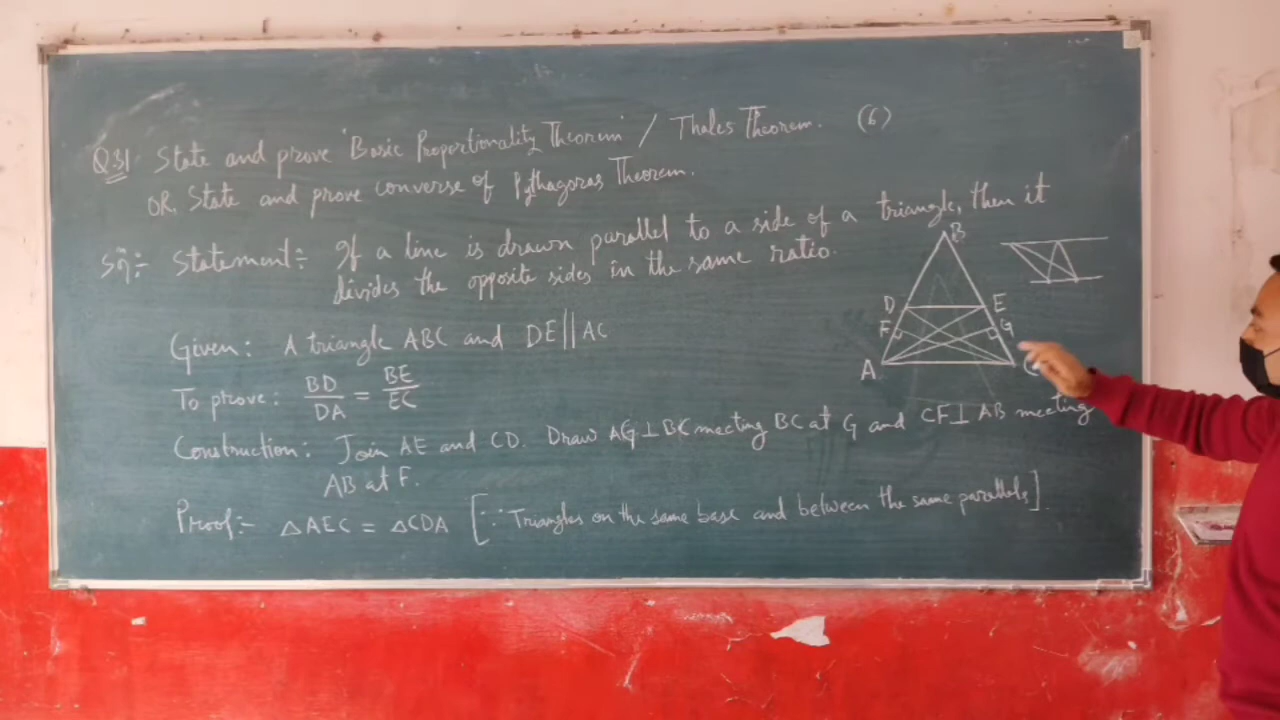 Q31. State and prove 'Basic Proportionality Theorem' / Thales Theorem. (6)
OR. State and prove converse of Pythagoras Theorem.
Sṉ:- Statement:- If a line is drawn parallel to a side of a triangle, then it
divides the opposite sides in the same ratio.
Given: A triangle ABC and DE||AC
To prove: BD/DA = BE/EC
Construction: Join AE and CD. Draw AG⊥BC meeting BC at G and CF⊥AB meeting
AB at F.
Proof:- △AEC = △CDA [∵ Triangles on the same base and between the same parallels]
B
D E
F G
A